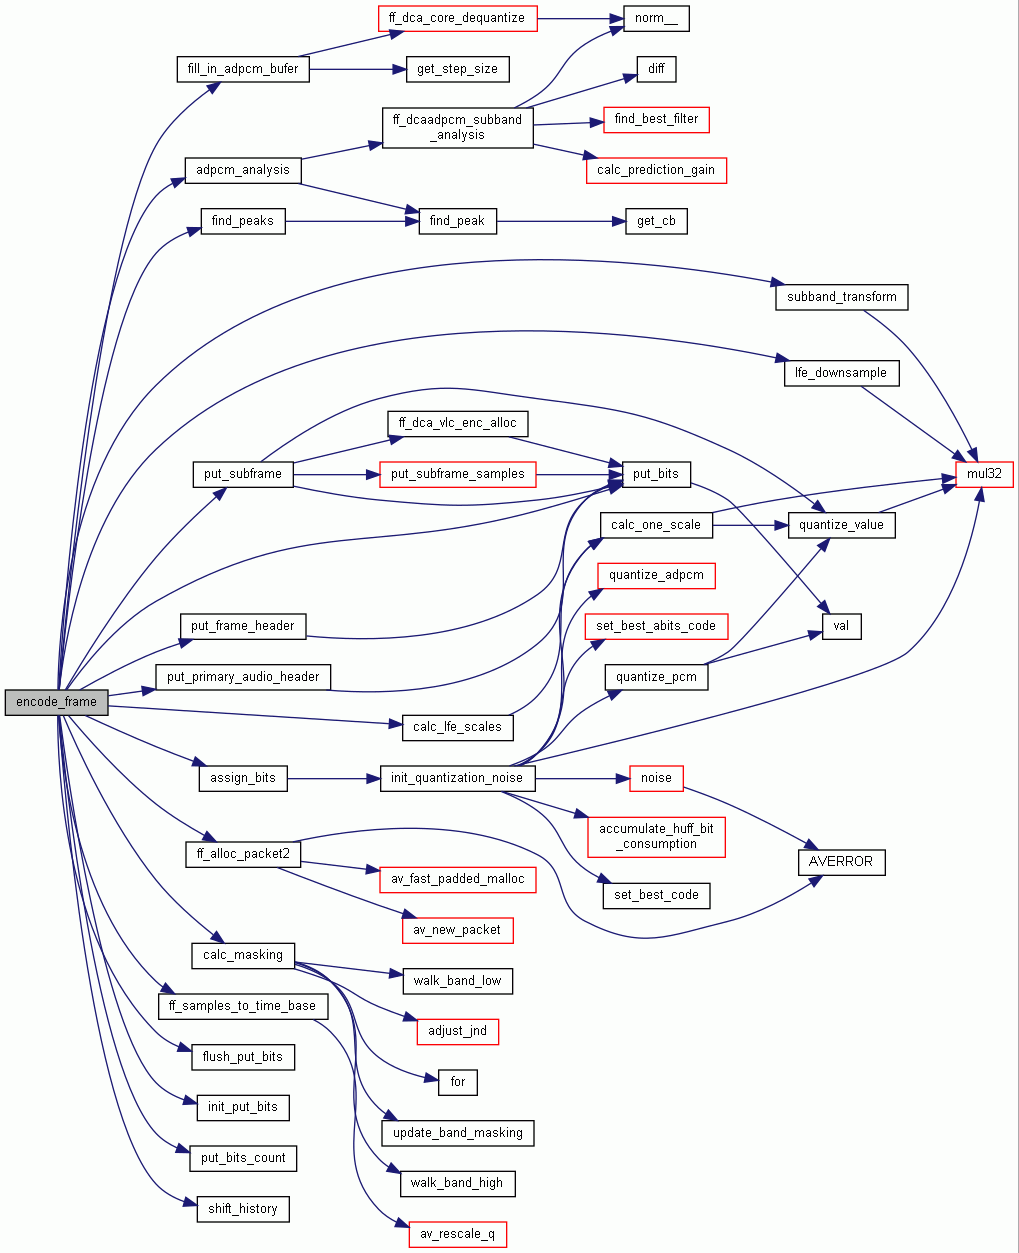 ff_dca_core_dequantize
norm__
fill_in_adpcm_bufer
get_step_size
diff
ff_dcaadpcm_subband
_analysis
find_best_filter
adpcm_analysis
calc_prediction_gain
find_peaks
find_peak
get_cb
subband_transform
lfe_downsample
ff_dca_vlc_enc_alloc
put_subframe
put_subframe_samples
put_bits
mul32
calc_one_scale
quantize_value
quantize_adpcm
put_frame_header
set_best_abits_code
val
put_primary_audio_header
quantize_pcm
encode_frame
calc_lfe_scales
assign_bits
init_quantization_noise
noise
accumulate_huff_bit
_consumption
ff_alloc_packet2
AVERROR
av_fast_padded_malloc
set_best_code
av_new_packet
calc_masking
walk_band_low
ff_samples_to_time_base
adjust_jnd
flush_put_bits
for
init_put_bits
update_band_masking
put_bits_count
walk_band_high
shift_history
av_rescale_q